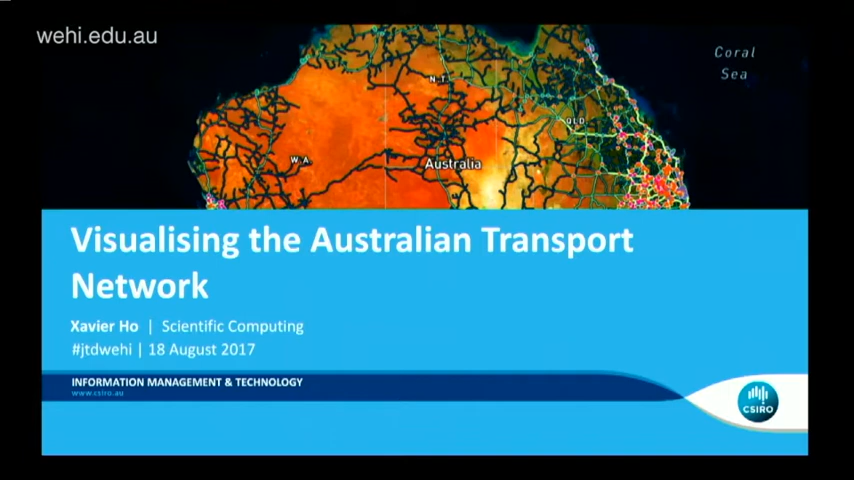 wehi.edu.au
Coral
Sea
N.T.
QLD
W.A.
Australia
Visualising the Australian Transport
Network
Xavier Ho | Scientific Computing
#jtdwehi | 18 August 2017
INFORMATION MANAGEMENT & TECHNOLOGY
www.csiro.au
CSIRO